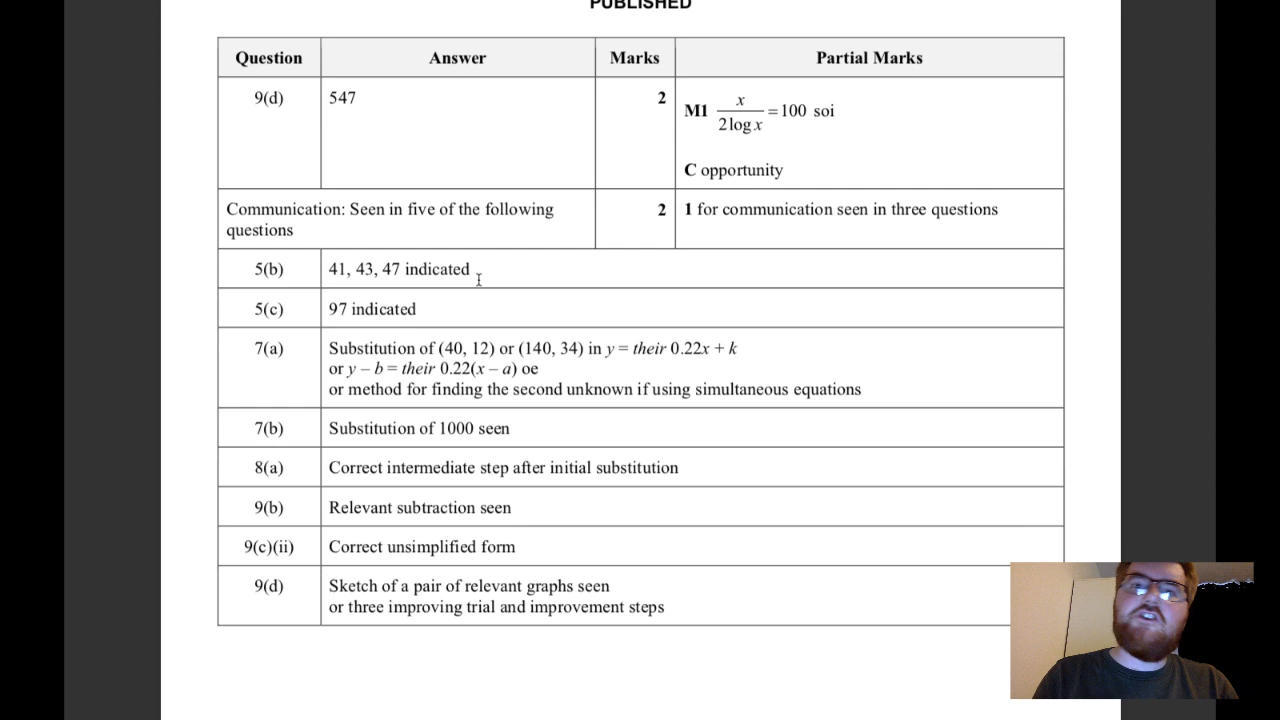 PUBLISHED
Question Answer Marks Partial Marks
9(d) 547 2 M1 x/(2 log x) = 100 soi
C opportunity
Communication: Seen in five of the following 2 1 for communication seen in three questions
questions
5(b) 41, 43, 47 indicated
5(c) 97 indicated
7(a) Substitution of (40, 12) or (140, 34) in y = their 0.22x + k
or y – b = their 0.22(x – a) oe
or method for finding the second unknown if using simultaneous equations
7(b) Substitution of 1000 seen
8(a) Correct intermediate step after initial substitution
9(b) Relevant subtraction seen
9(c)(ii) Correct unsimplified form
9(d) Sketch of a pair of relevant graphs seen
or three improving trial and improvement steps